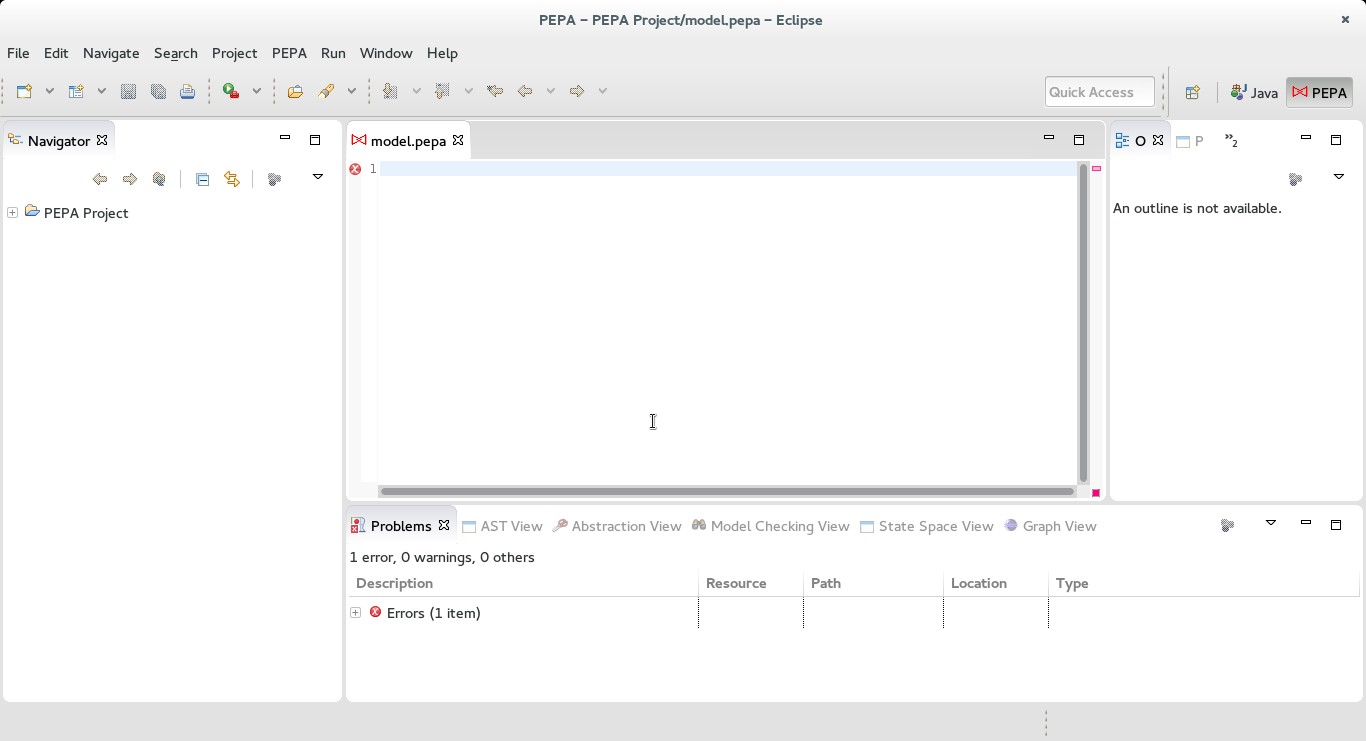 PEPA – PEPA Project/model.pepa – Eclipse
File Edit Navigate Search Project PEPA Run Window Help
Quick Access
Java
PEPA
Navigator
PEPA Project
model.pepa
1
O
P
»2
An outline is not available.
Problems AST View Abstraction View Model Checking View State Space View Graph View
1 error, 0 warnings, 0 others
Description Resource Path Location Type
Errors (1 item)